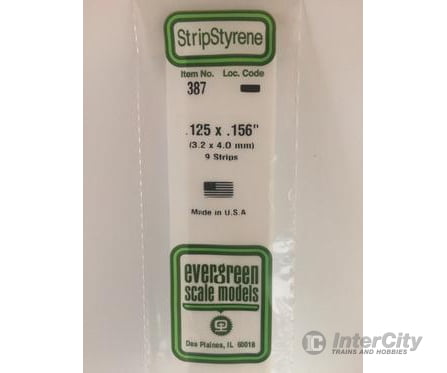 StripStyrene
Item No. Loc. Code
387
.125 x .156"
(3.2 x 4.0 mm)
9 Strips
Made in U.S.A
evergreen
scale models
Des Plaines, IL 60018
IC InterCity
TRAINS AND HOBBIES